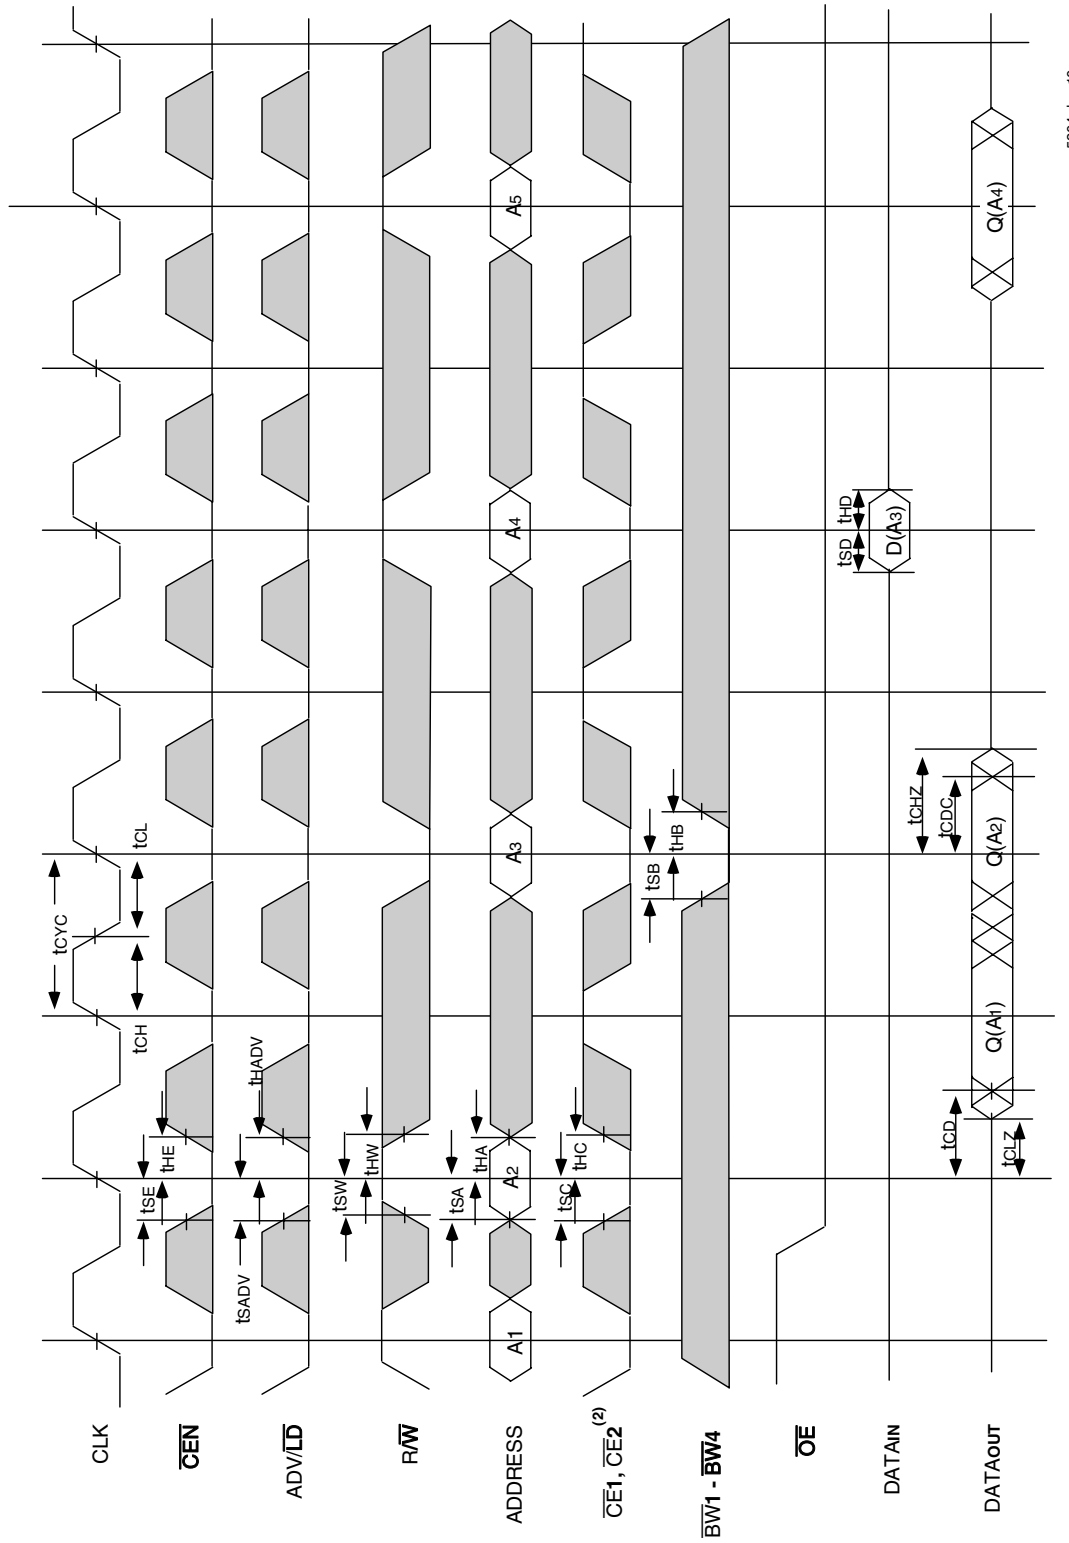 CLK
tCYC
tCH
tCL
CEN
tSE
tHE
ADV/LD
tSADV
tHADV
R/W
tSW
tHW
ADDRESS
A1
A2
A3
A4
A5
tSA
tHA
CE1, CE2(2)
tSC
tHC
BW1 - BW4
tSB
tHB
OE
DATAIN
tSD
tHD
D(A3)
DATAOUT
tCD
tCLZ
Q(A1)
Q(A2)
tCHZ
tCDC
Q(A4)